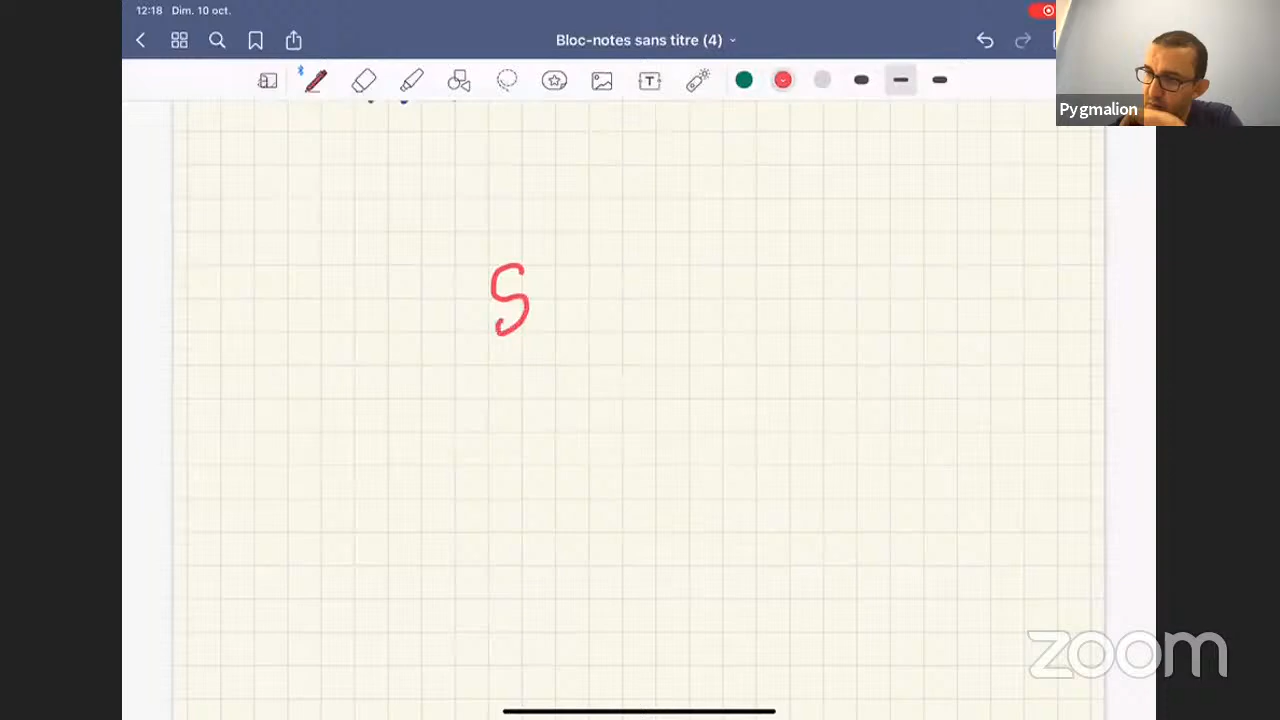 12:18 Dim. 10 oct.
Bloc-notes sans titre (4)
T
Pygmalion
S
zoom